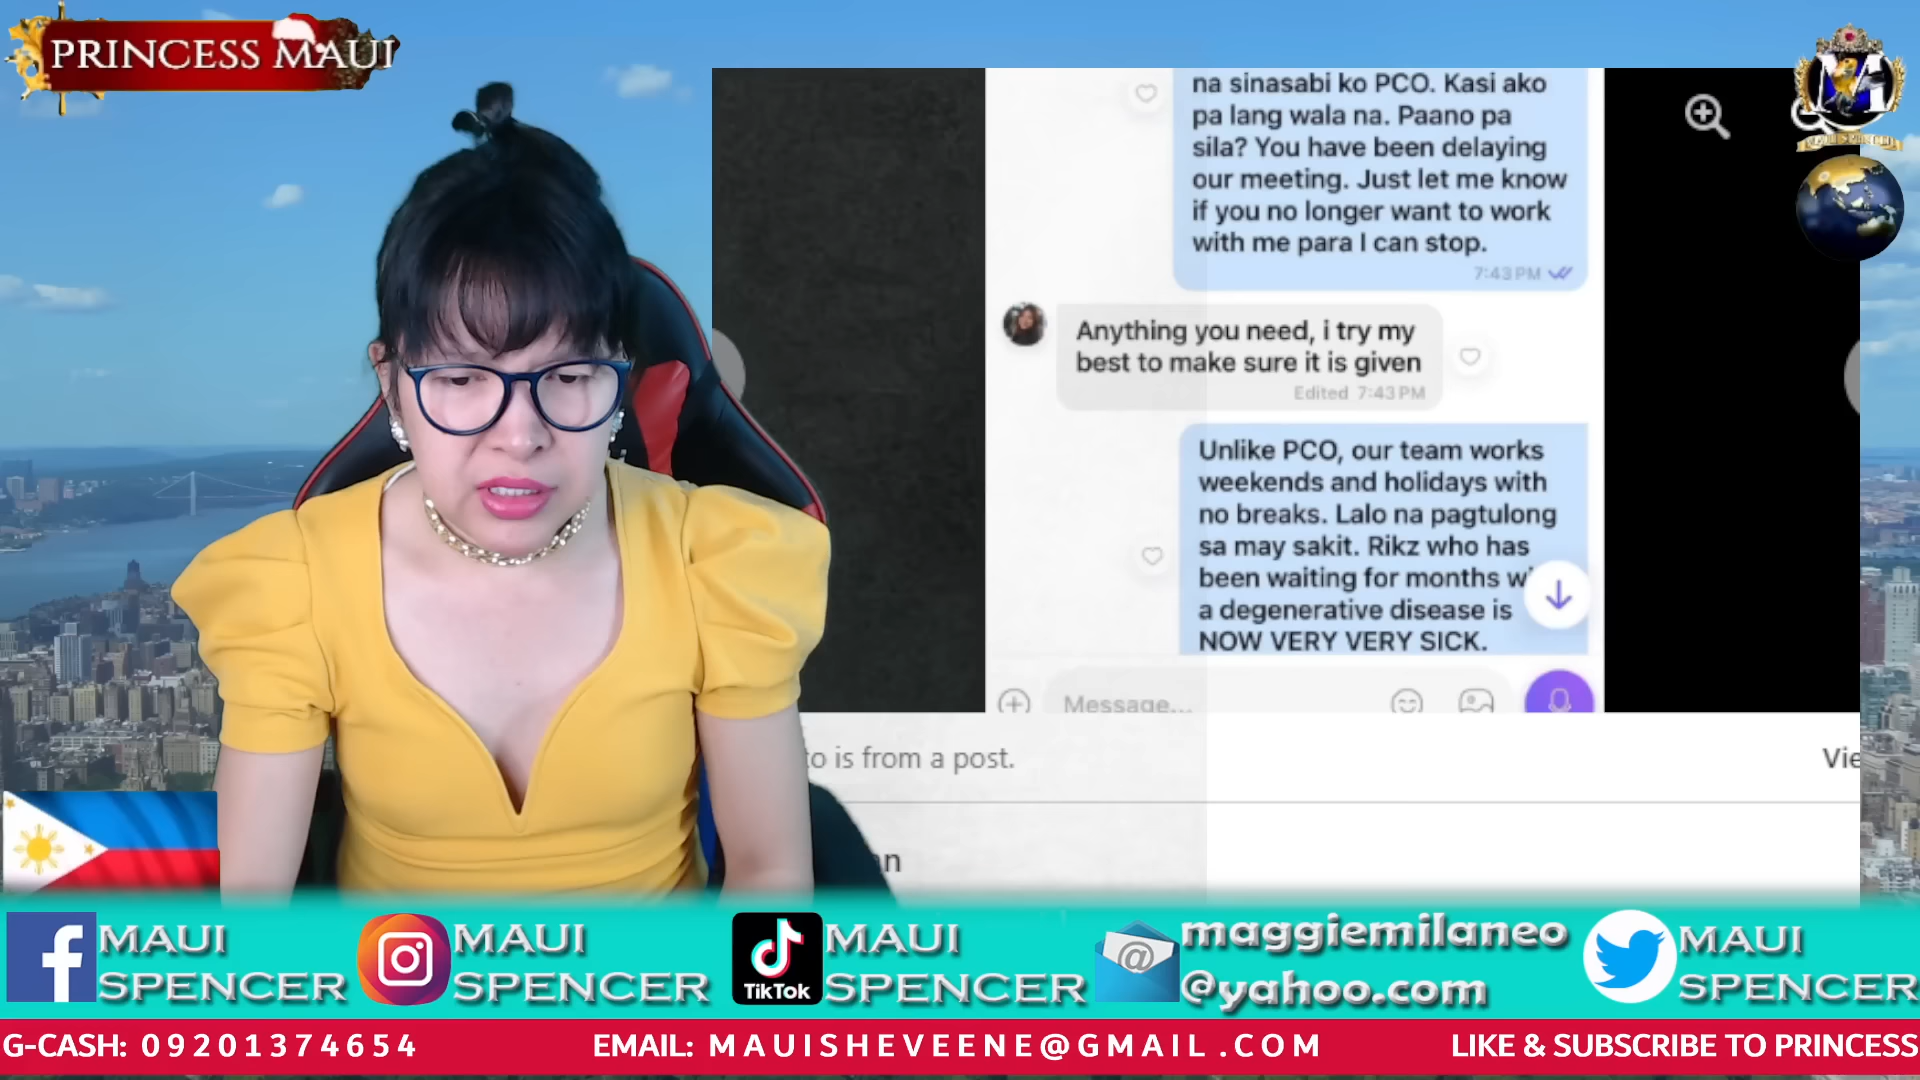 PRINCESS MAUI
na sinasabi ko PCO. Kasi ako
pa lang wala na. Paano pa
sila? You have been delaying
our meeting. Just let me know
if you no longer want to work
with me para I can stop.
7:43 PM
Anything you need, i try my
best to make sure it is given
Edited 7:43 PM
Unlike PCO, our team works
weekends and holidays with
no breaks. Lalo na pagtulong
sa may sakit. Rikz who has
been waiting for months wi
a degenerative disease is
NOW VERY VERY SICK.
Message...
to is from a post.
Vie
an
MAUI
SPENCER
MAUI
SPENCER
TikTok
MAUI
SPENCER
maggiemilaneo
@yahoo.com
MAUI
SPENCER
G-CASH: 09201374654
EMAIL: MAUISHEVEENE@GMAIL .COM
LIKE & SUBSCRIBE TO PRINCESS